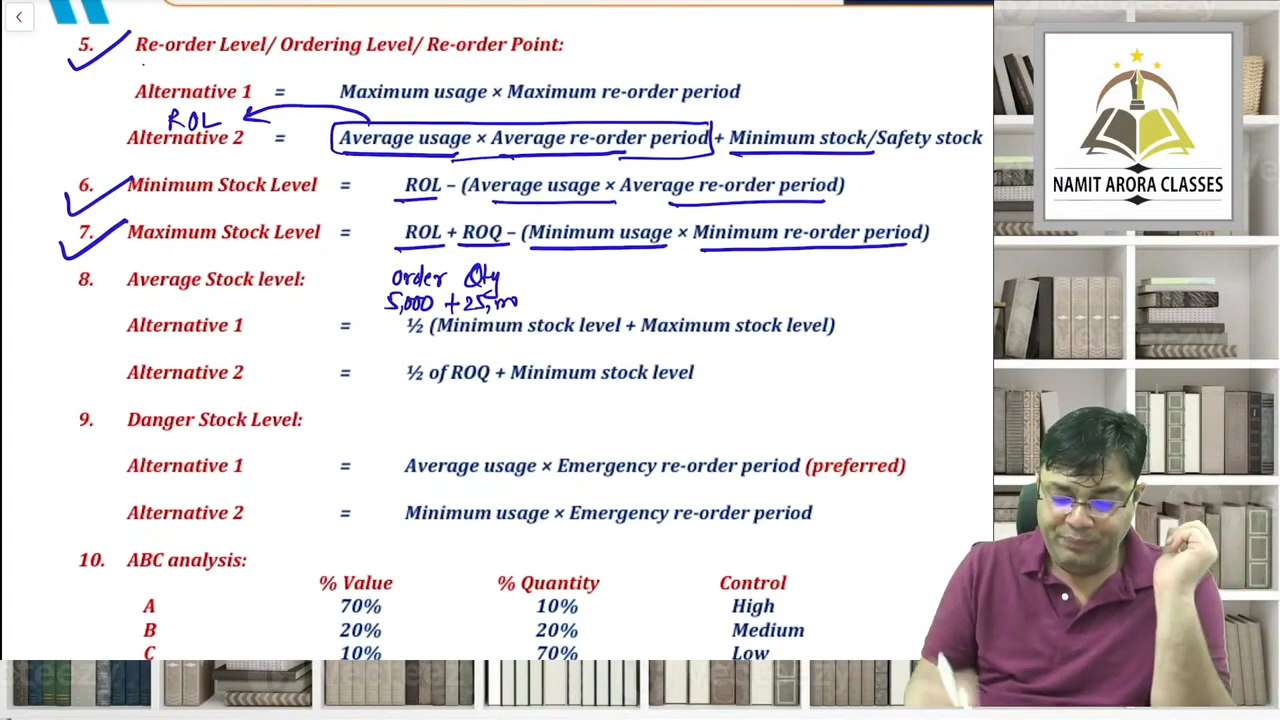 5. Re-order Level/ Ordering Level/ Re-order Point:
Alternative 1 = Maximum usage × Maximum re-order period
ROL
Alternative 2 = Average usage × Average re-order period + Minimum stock/Safety stock
6. Minimum Stock Level = ROL – (Average usage × Average re-order period)
7. Maximum Stock Level = ROL + ROQ – (Minimum usage × Minimum re-order period)
8 Average Stock level:
order Qty
5,000 +
Alternative 1 = ½ (Minimum stock level + Maximum stock level)
Alternative 2 = ½ of ROQ + Minimum stock level
9. Danger Stock Level:
Alternative 1 = Average usage × Emergency re-order period (preferred)
Alternative 2 = Minimum usage × Emergency re-order period
10. ABC analysis:
% Value % Quantity Control
A 70% 10% High
B 20% 20% Medium
C 10% 70% Low
NAMIT ARORA CLASSES